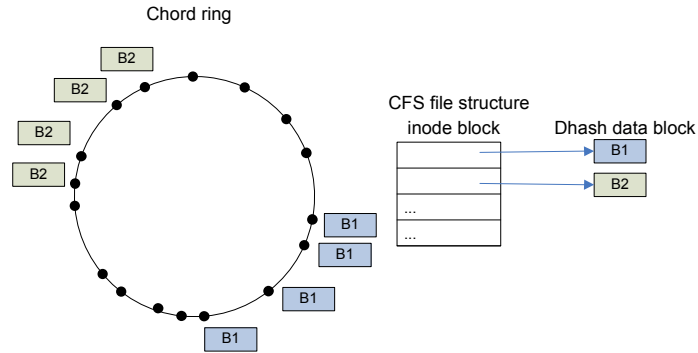 Chord ring
B2
B2
B2
B2
B1
B1
B1
B1
CFS file structure
inode block
Dhash data block
B1
B2
...
...